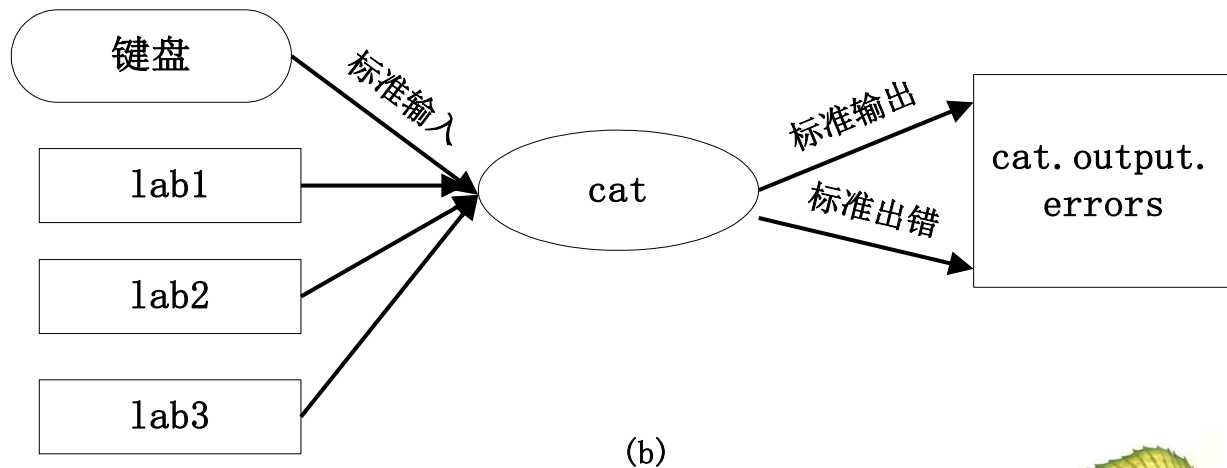 键盘
标准输入
lab1
lab2
lab3
cat
标准输出
标准出错
cat.output.
errors
(b)